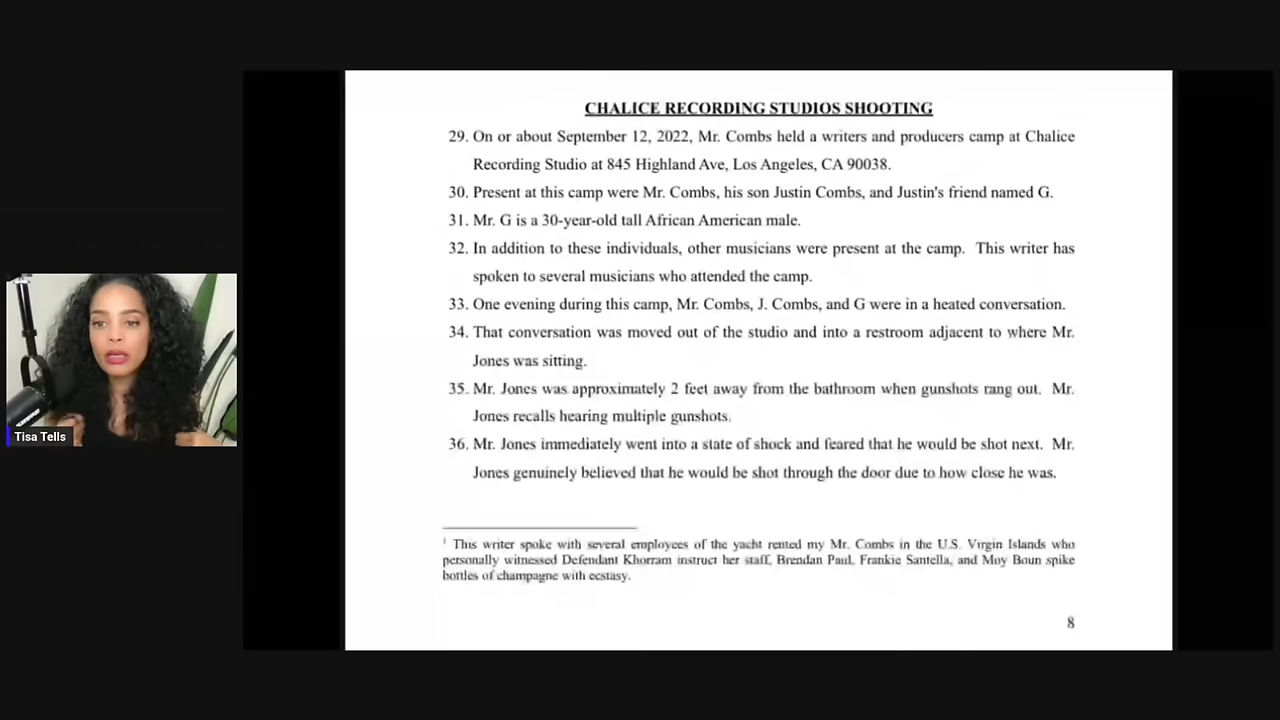 CHALICE RECORDING STUDIOS SHOOTING
29. On or about September 12, 2022, Mr. Combs held a writers and producers camp at Chalice
Recording Studio at 845 Highland Ave, Los Angeles, CA 90038.
30. Present at this camp were Mr. Combs, his son Justin Combs, and Justin's friend named G.
31. Mr. G is a 30-year-old tall African American male.
32. In addition to these individuals, other musicians were present at the camp. This writer has
spoken to several musicians who attended the camp.
33. One evening during this camp, Mr. Combs, J. Combs, and G were in a heated conversation.
34. That conversation was moved out of the studio and into a restroom adjacent to where Mr.
Jones was sitting.
35. Mr. Jones was approximately 2 feet away from the bathroom when gunshots rang out. Mr.
Jones recalls hearing multiple gunshots.
36. Mr. Jones immediately went into a state of shock and feared that he would be shot next. Mr.
Jones genuinely believed that he would be shot through the door due to how close he was.
1 This writer spoke with several employees of the yacht rented my Mr. Combs in the U.S. Virgin Islands who
personally witnessed Defendant Khorram instruct her staff, Brendan Paul, Frankie Santella, and Moy Boun spike
bottles of champagne with ecstasy.
8
Tisa Tells